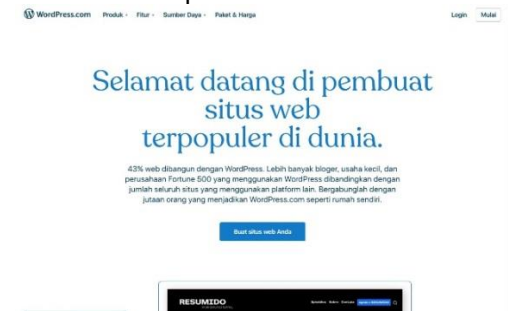 WordPress.com Produk Fitur Sumber Daya Paket & Harga Login Mulai
Selamat datang di pembuat
situs web
terpopuler di dunia.
43% web dibangun dengan WordPress. Lebih banyak bloger, usaha kecil, dan
perusahaan Fortune 500 yang menggunakan WordPress dibandingkan dengan
jumlah seluruh situs yang menggunakan platform lain. Bergabunglah dengan
jutaan orang yang menjadikan WordPress.com seperti rumah sendiri.
Buat situs web Anda
RESUMIDO